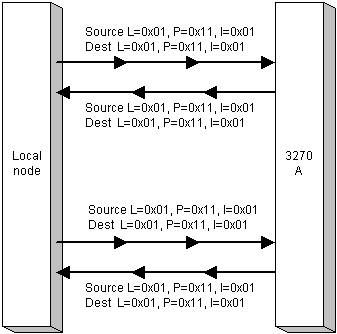 Source L=0x01, P=0x11, I=0x01
Dest L=0x01, P=0x11, I=0x01
Source L=0x01, P=0x11, I=0x01
Dest L=0x01, P=0x11, I=0x01
Local
node
3270
A
Source L=0x01, P=0x11, I=0x01
Dest L=0x01, P=0x11, I=0x01
Source L=0x01, P=0x11, I=0x01
Dest L=0x01, P=0x11, I=0x01